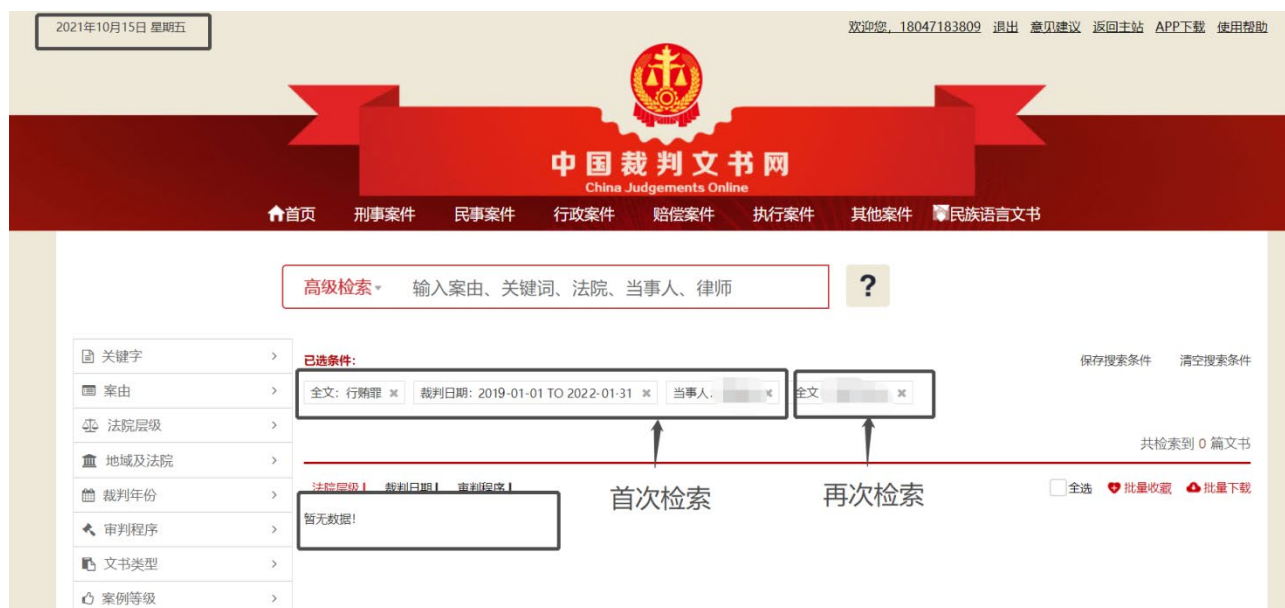 2021年10月15日 星期五
欢迎您，18047183809 退出 意见建议 返回主站 APP下载 使用帮助
中国裁判文书网
China Judgements Online
首页 刑事案件 民事案件 行政案件 赔偿案件 执行案件 其他案件 民族语言文书
高级检索 输入案由、关键词、法院、当事人、律师 ?
关键字
案由
法院层级
地域及法院
裁判年份
审判程序
文书类型
案例等级
已选条件：
保存搜索条件 清空搜索条件
全文：行贿罪 × 裁判日期：2019-01-01 TO 2022-01-31 × 当事人： × 全文 ×
共检索到 0 篇文书
法院层级 裁判日期 审判程序
首次检索 再次检索
全选 批量收藏 批量下载
暂无数据！